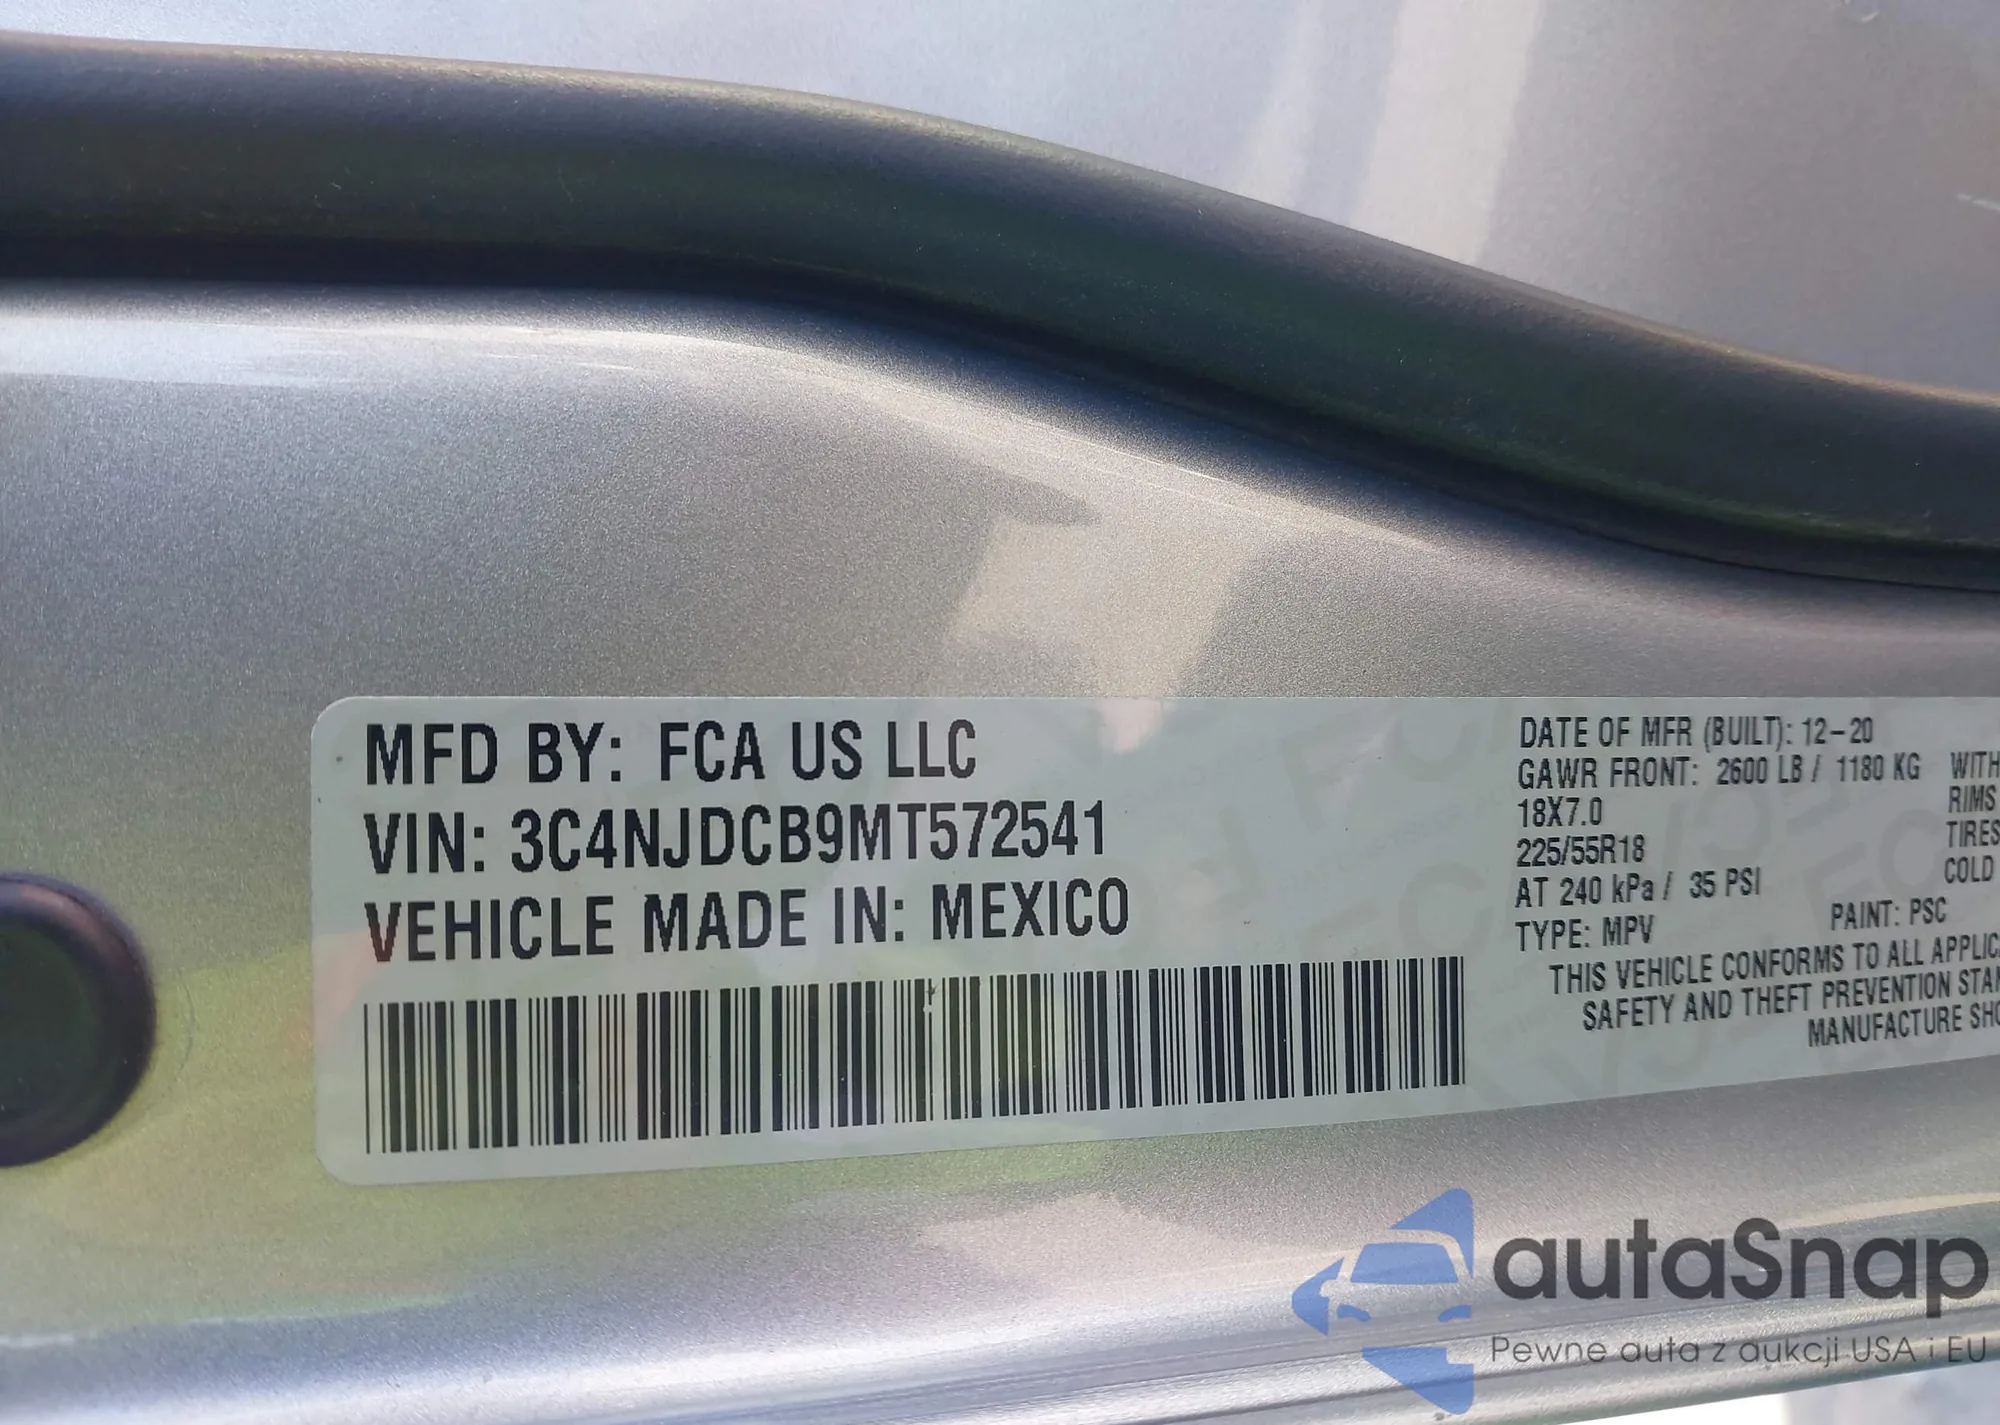 MFD BY: FCA US LLC
VIN: 3C4NJDCB9MT572541
VEHICLE MADE IN: MEXICO
DATE OF MFR (BUILT): 12-20
GAWR FRONT: 2600 LB / 1180 KG WITH
18X7.0 RIMS
225/55R18 TIRES
AT 240 kPa / 35 PSI COLD
TYPE: MPV PAINT: PSC
THIS VEHICLE CONFORMS TO ALL APPLIC
SAFETY AND THEFT PREVENTION STAN
MANUFACTURE SHO
autaSnap
Pewne auta z aukcji USA i EU